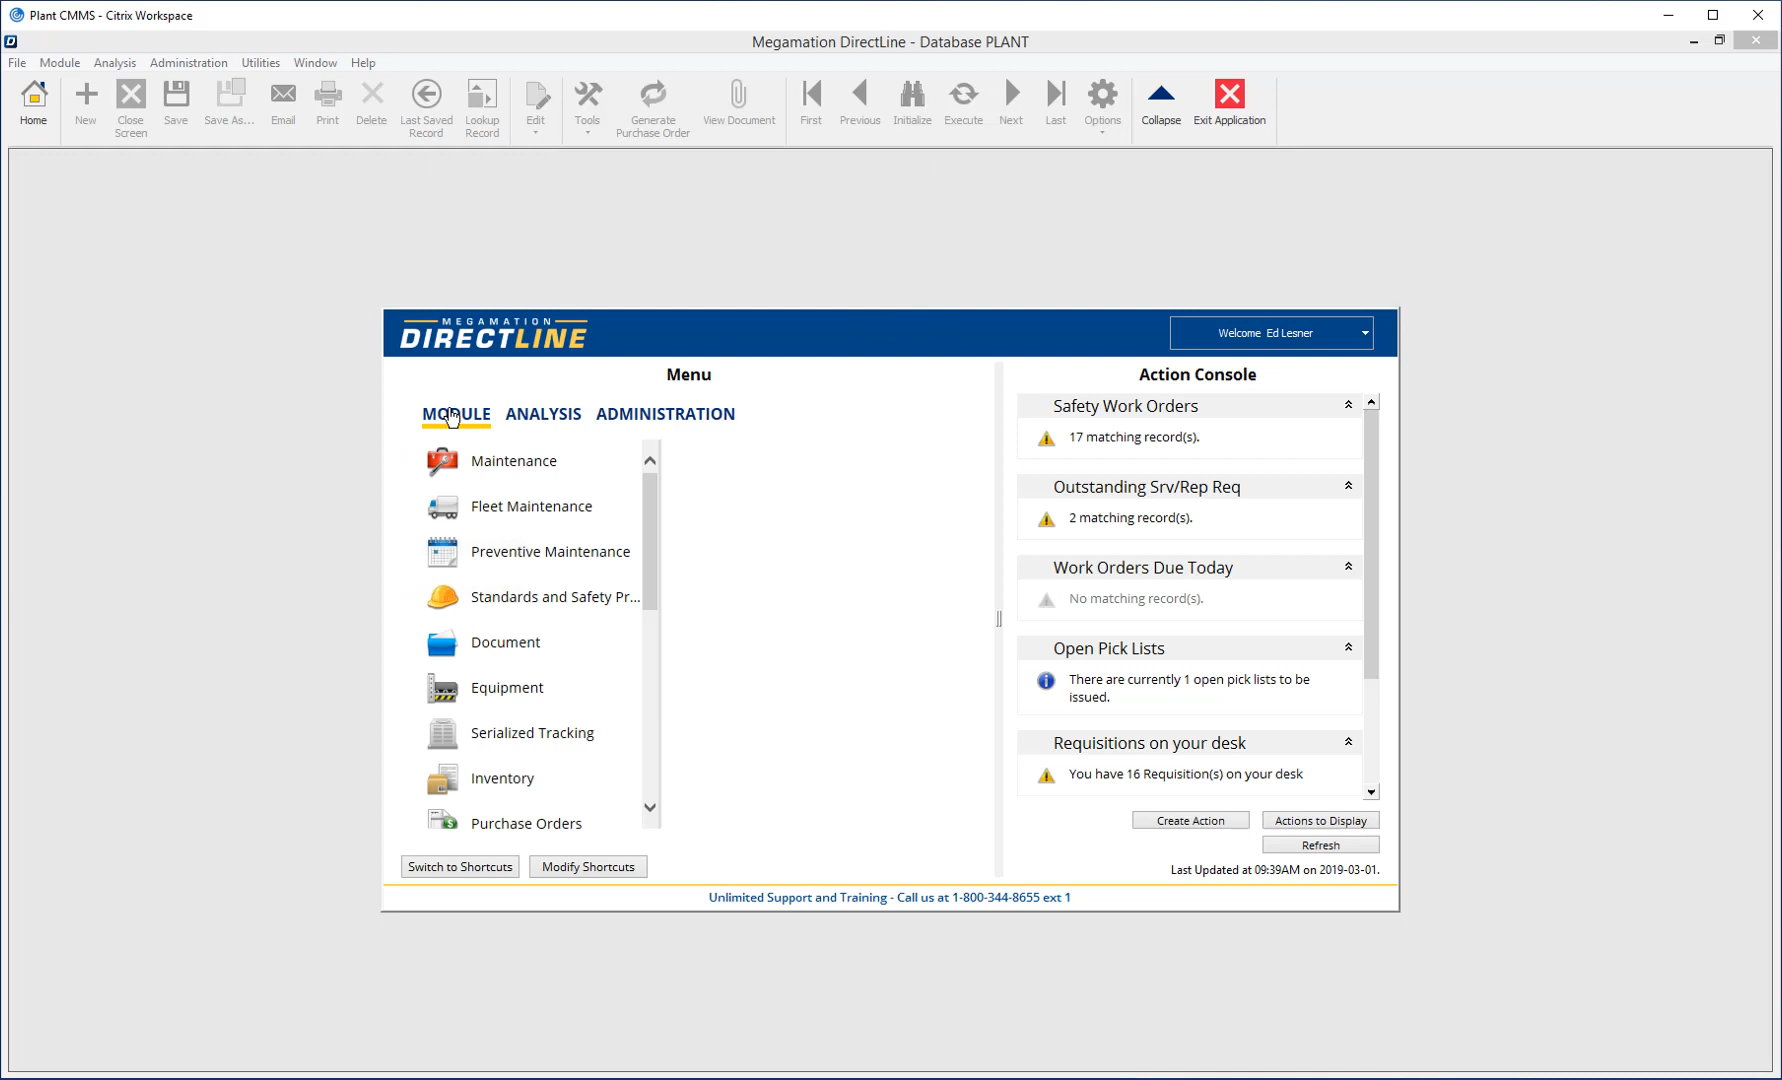 Plant CMMS - Citrix Workspace
Megamation DirectLine - Database PLANT
File Module Analysis Administration Utilities Window Help
Home New Close Screen Save Save As... Email Print Delete Last Saved Record Lookup Record Edit Tools Generate Purchase Order View Document First Previous Initialize Execute Next Last Options Collapse Exit Application
MEGAMATION
DIRECTLINE
Welcome Ed Lesner
Menu
MODULE ANALYSIS ADMINISTRATION
Maintenance
Fleet Maintenance
Preventive Maintenance
Standards and Safety Pr...
Document
Equipment
Serialized Tracking
Inventory
Purchase Orders
Switch to Shortcuts Modify Shortcuts
Action Console
Safety Work Orders
17 matching record(s).
Outstanding Srv/Rep Req
2 matching record(s).
Work Orders Due Today
No matching record(s).
Open Pick Lists
There are currently 1 open pick lists to be
issued.
Requisitions on your desk
You have 16 Requisition(s) on your desk
Create Action Actions to Display
Refresh
Last Updated at 09:39AM on 2019-03-01.
Unlimited Support and Training - Call us at 1-800-344-8655 ext 1